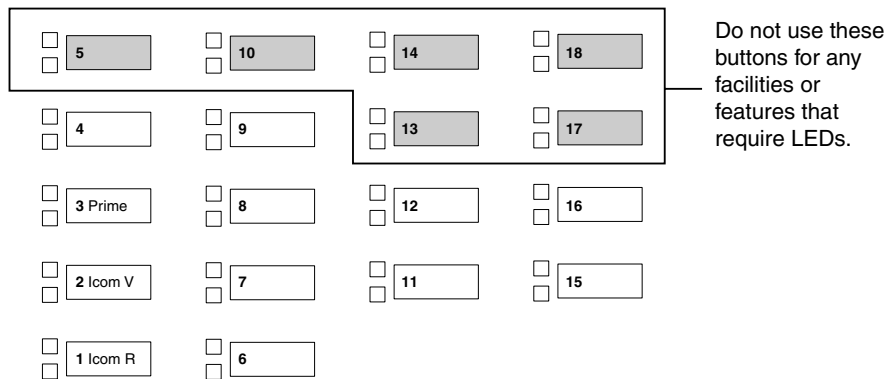 5 10 14 18
Do not use these
buttons for any
facilities or
features that
require LEDs.
4 9 13 17
3 Prime 8 12 16
2 Icom V 7 11 15
1 Icom R 6